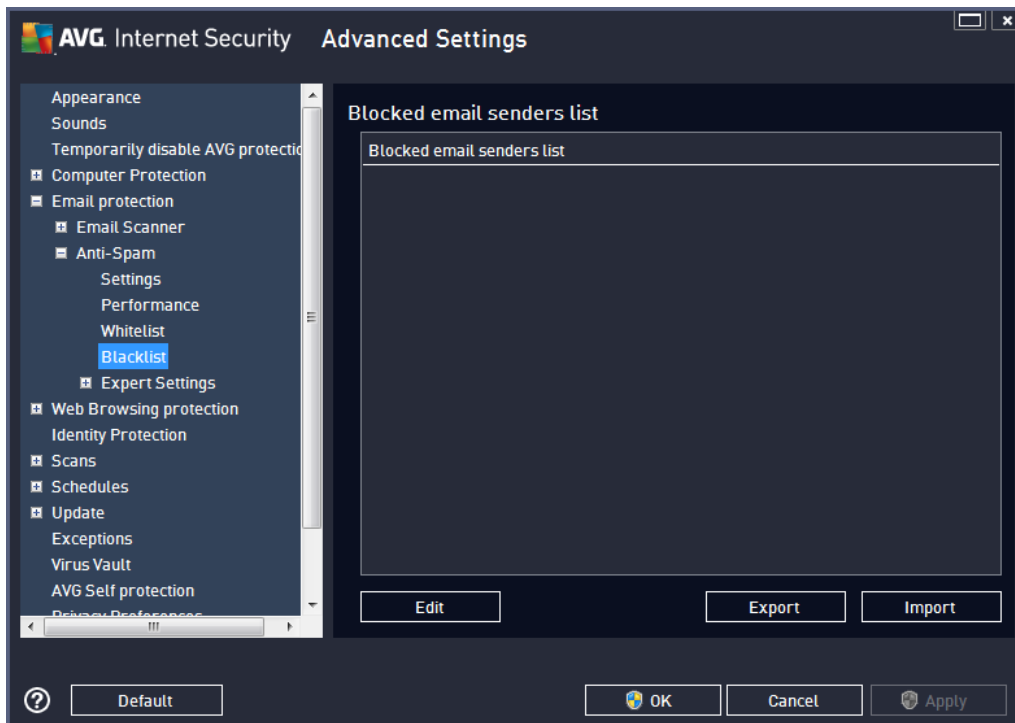 AVG. Internet Security Advanced Settings
Appearance
Sounds
Temporarily disable AVG protectio
Computer Protection
Email protection
Email Scanner
Anti-Spam
Settings
Performance
Whitelist
Blacklist
Expert Settings
Web Browsing protection
Identity Protection
Scans
Schedules
Update
Exceptions
Virus Vault
AVG Self protection
Privacy Preferences
Blocked email senders list
Blocked email senders list
Edit
Export
Import
Default
OK
Cancel
Apply